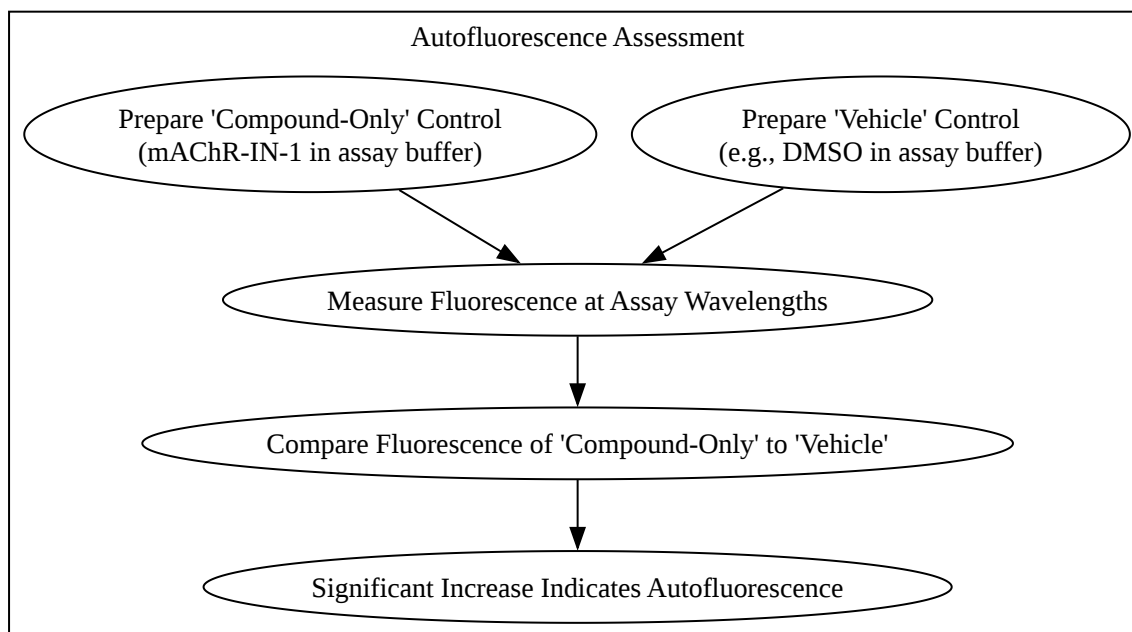 Autofluorescence Assessment
Prepare 'Compound-Only' Control
(mAChR-IN-1 in assay buffer)
Prepare 'Vehicle' Control
(e.g., DMSO in assay buffer)
Measure Fluorescence at Assay Wavelengths
Compare Fluorescence of 'Compound-Only' to 'Vehicle'
Significant Increase Indicates Autofluorescence